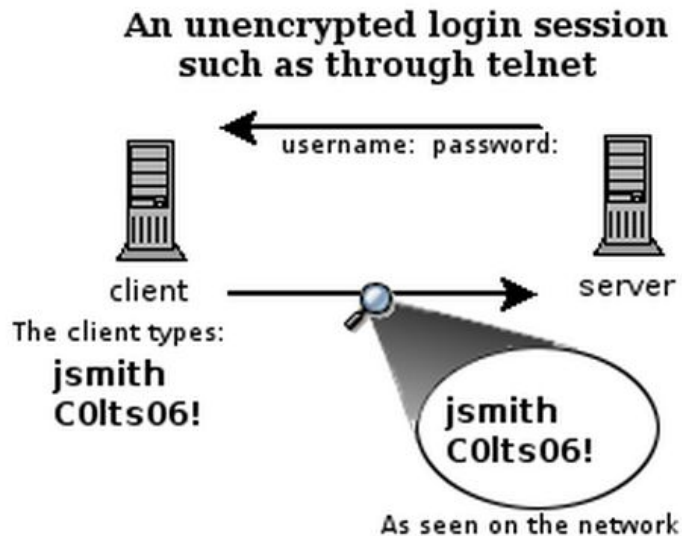 An unencrypted login session
such as through telnet
username: password:
client
server
The client types:
jsmith
C0lts06!
jsmith
C0lts06!
As seen on the network